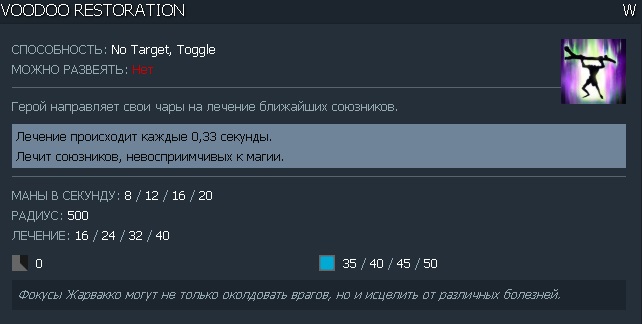 VOODOO RESTORATION W
СПОСОБНОСТЬ: No Target, Toggle
МОЖНО РАЗВЕЯТЬ: Нет
Герой направляет свои чары на лечение ближайших союзников.
Лечение происходит каждые 0,33 секунды.
Лечит союзников, невосприимчивых к магии.
МАНЫ В СЕКУНДУ: 8 / 12 / 16 / 20
РАДИУС: 500
ЛЕЧЕНИЕ: 16 / 24 / 32 / 40
0 35 / 40 / 45 / 50
Фокусы Жарвакко могут не только околдовать врагов, но и исцелить от различных болезней.